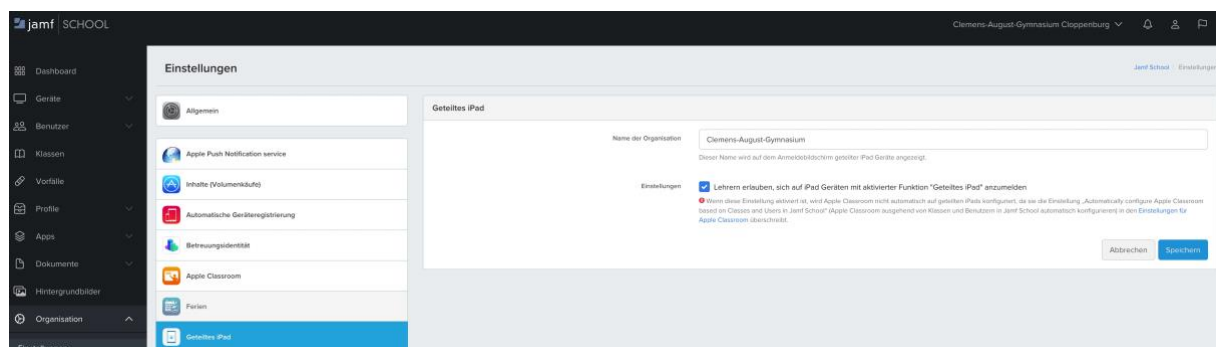 jamf SCHOOL
Clemens-August-Gymnasium Cloppenburg
Dashboard
Geräte
Benutzer
Klassen
Vorfälle
Profile
Apps
Dokumente
Hintergrundbilder
Organisation
Einstellungen
Jamf School / Einstellungen
Allgemein
Apple Push Notification service
Inhalte (Volumenkäufe)
Automatische Geräteregistrierung
Betreuungsidentität
Apple Classroom
Ferien
Geteiltes iPad
Geteiltes iPad
Name der Organisation
Clemens-August-Gymnasium
Dieser Name wird auf dem Anmeldebildschirm geteilter iPad Geräte angezeigt.
Einstellungen
Lehrern erlauben, sich auf iPad Geräten mit aktivierter Funktion "Geteiltes iPad" anzumelden
Wenn diese Einstellung aktiviert ist, wird Apple Classroom nicht automatisch auf geteilten iPads konfiguriert, da sie die Einstellung „Automatically configure Apple Classroom
based on Classes and Users in Jamf School" (Apple Classroom ausgehend von Klassen und Benutzern in Jamf School automatisch konfigurieren) in den Einstellungen für
Apple Classroom überschreibt.
Abbrechen
Speichern